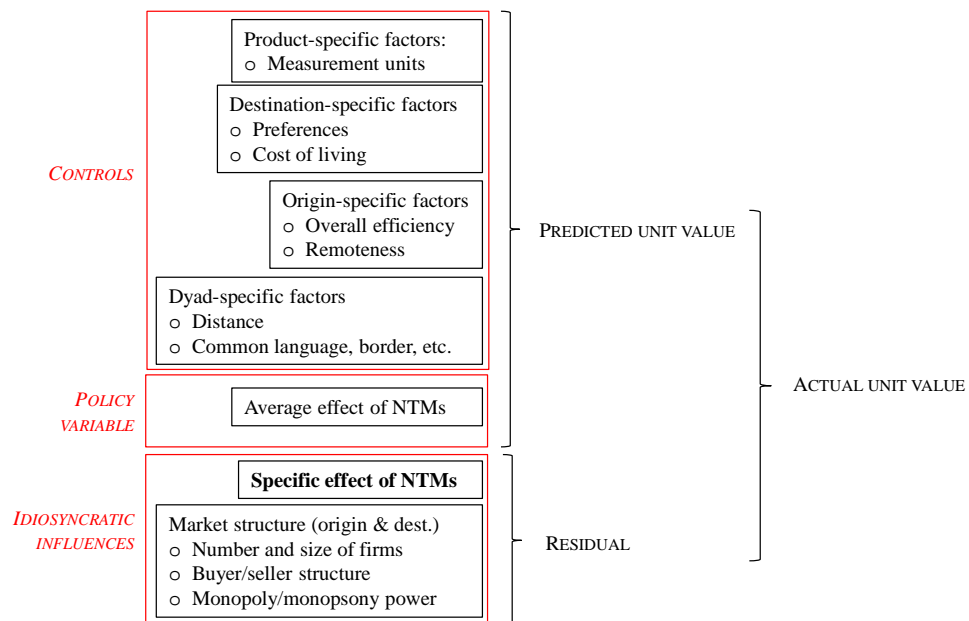 Product-specific factors:
o Measurement units
Destination-specific factors
o Preferences
o Cost of living
CONTROLS
Origin-specific factors
o Overall efficiency
o Remoteness
PREDICTED UNIT VALUE
Dyad-specific factors
o Distance
o Common language, border, etc.
ACTUAL UNIT VALUE
POLICY
VARIABLE
Average effect of NTMs
Specific effect of NTMs
IDIOSYNCRATIC
INFLUENCES
Market structure (origin & dest.)
o Number and size of firms
o Buyer/seller structure
o Monopoly/monopsony power
RESIDUAL